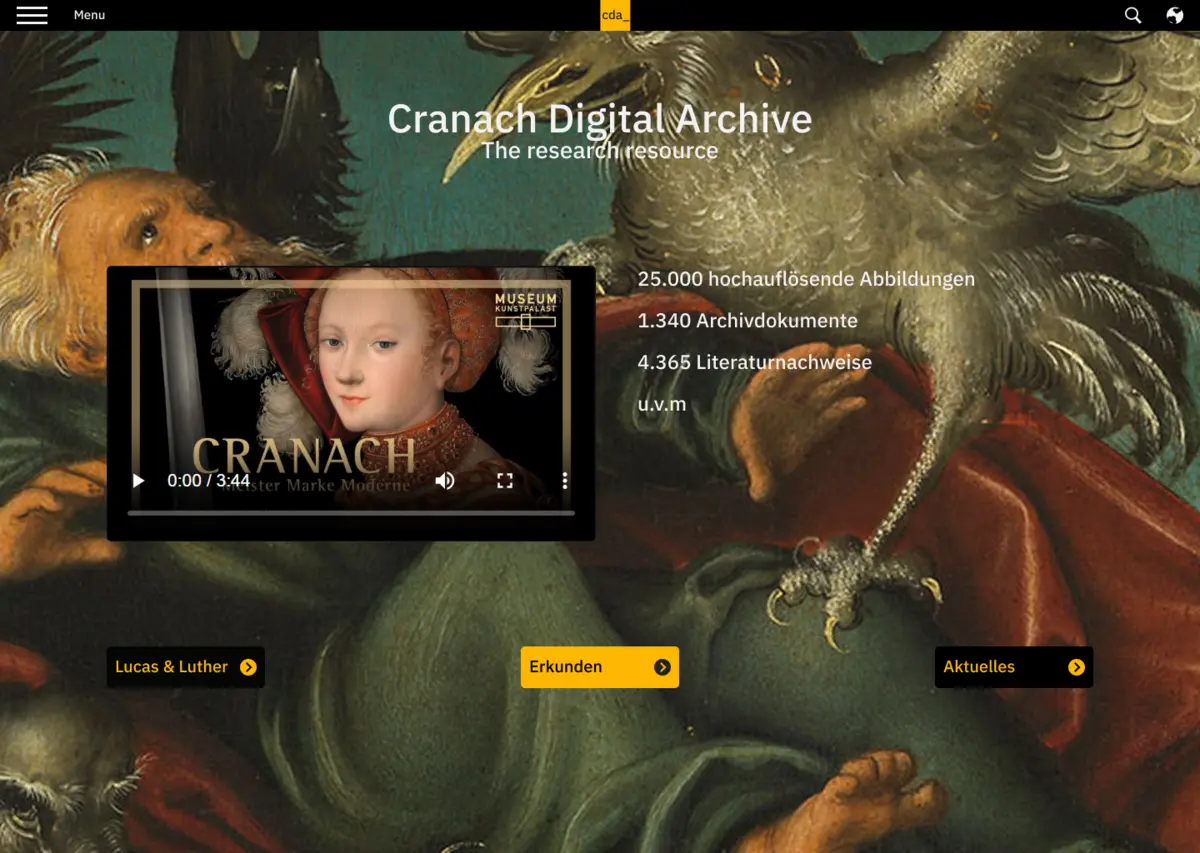 Menu
cda_
Cranach Digital Archive
The research resource
25.000 hochauflösende Abbildungen
1.340 Archivdokumente
4.365 Literaturnachweise
u.v.m
MUSEUM
KUNSTPALAST
CRANACH
Meister Marke Moderne
0:00 / 3:44
Lucas & Luther
Erkunden
Aktuelles